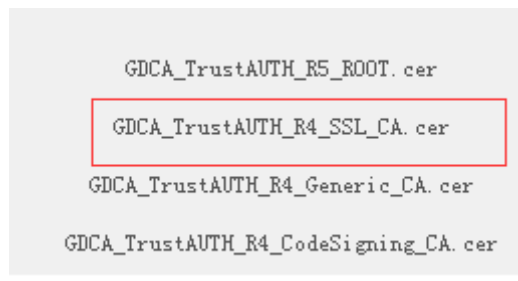 GDCA_TrustAUTH_R5_ROOT.cer
GDCA_TrustAUTH_R4_SSL_CA.cer
GDCA_TrustAUTH_R4_Generic_CA.cer
GDCA_TrustAUTH_R4_CodeSigning_CA.cer